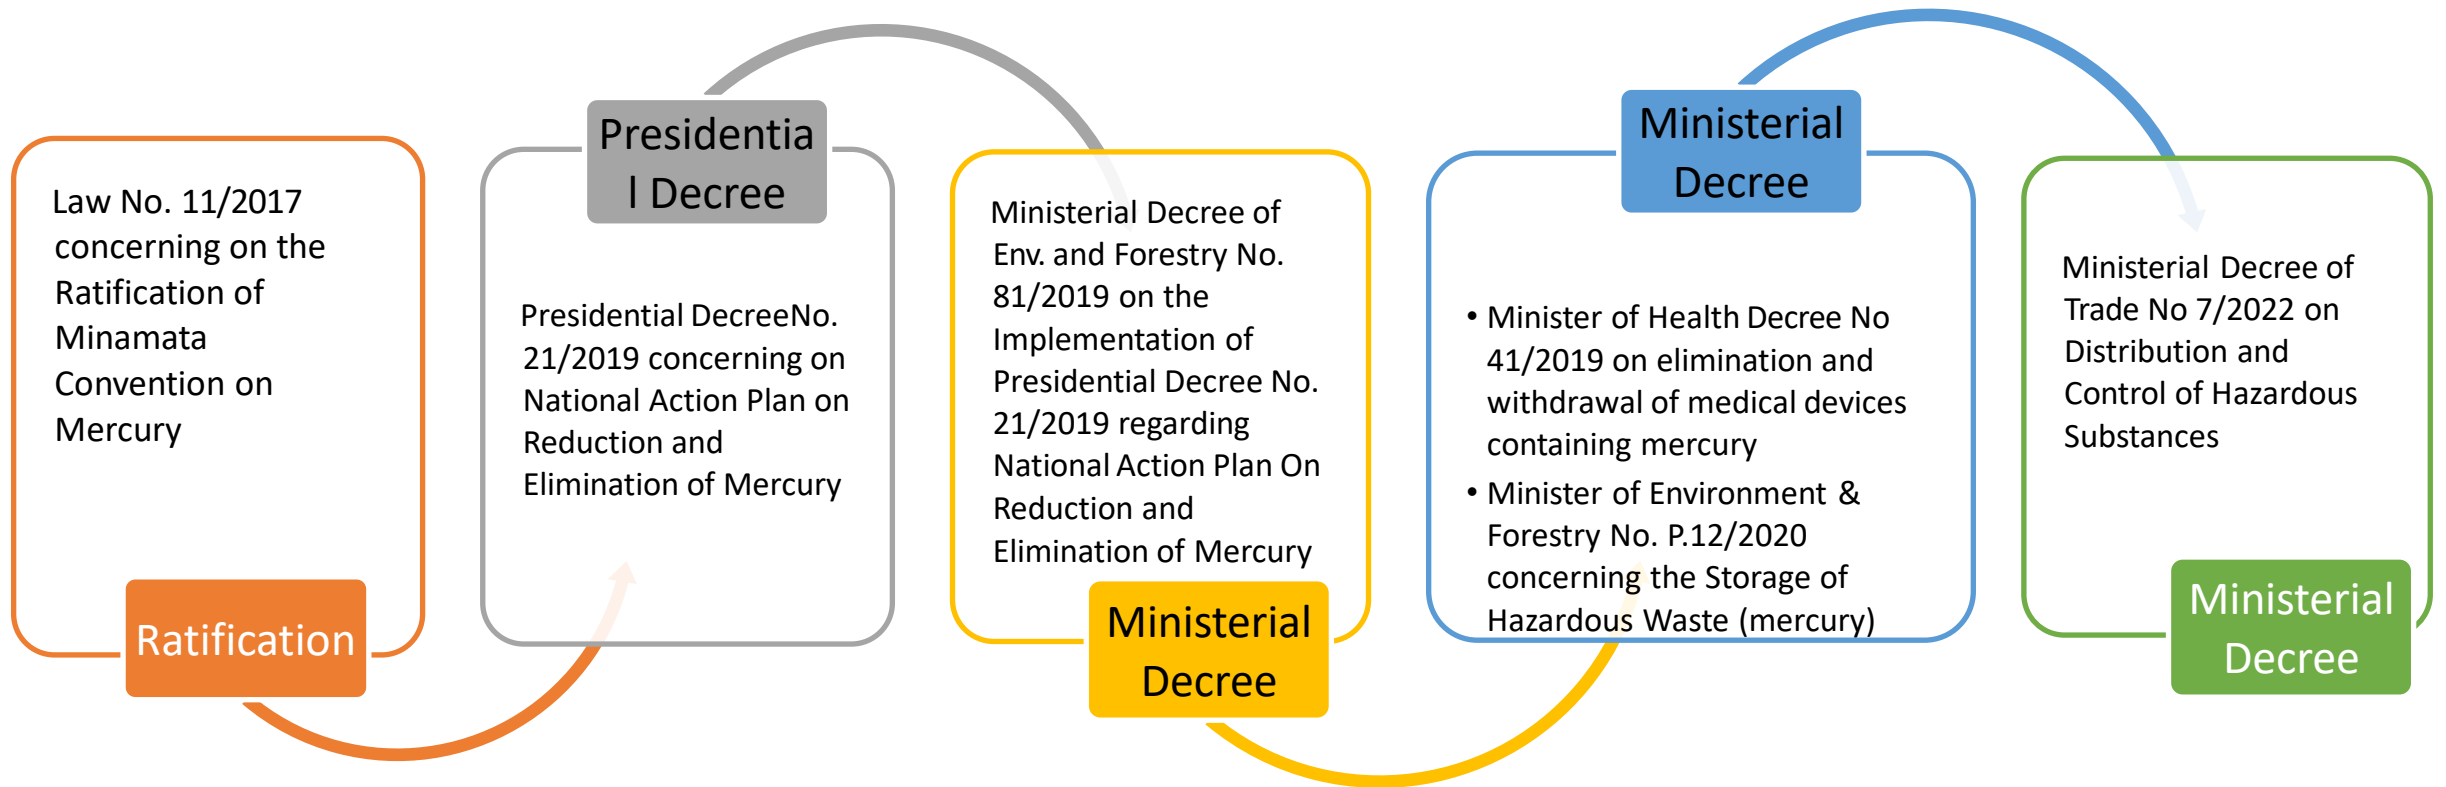 Law No. 11/2017
concerning on the
Ratification of
Minamata
Convention on
Mercury
Ratification
Presidentia
l Decree
Presidential DecreeNo.
21/2019 concerning on
National Action Plan on
Reduction and
Elimination of Mercury
Ministerial Decree of
Env. and Forestry No.
81/2019 on the
Implementation of
Presidential Decree No.
21/2019 regarding
National Action Plan On
Reduction and
Elimination of Mercury
Ministerial
Decree
Ministerial
Decree
• Minister of Health Decree No
41/2019 on elimination and
withdrawal of medical devices
containing mercury
• Minister of Environment &
Forestry No. P.12/2020
concerning the Storage of
Hazardous Waste (mercury)
Ministerial Decree of
Trade No 7/2022 on
Distribution and
Control of Hazardous
Substances
Ministerial
Decree